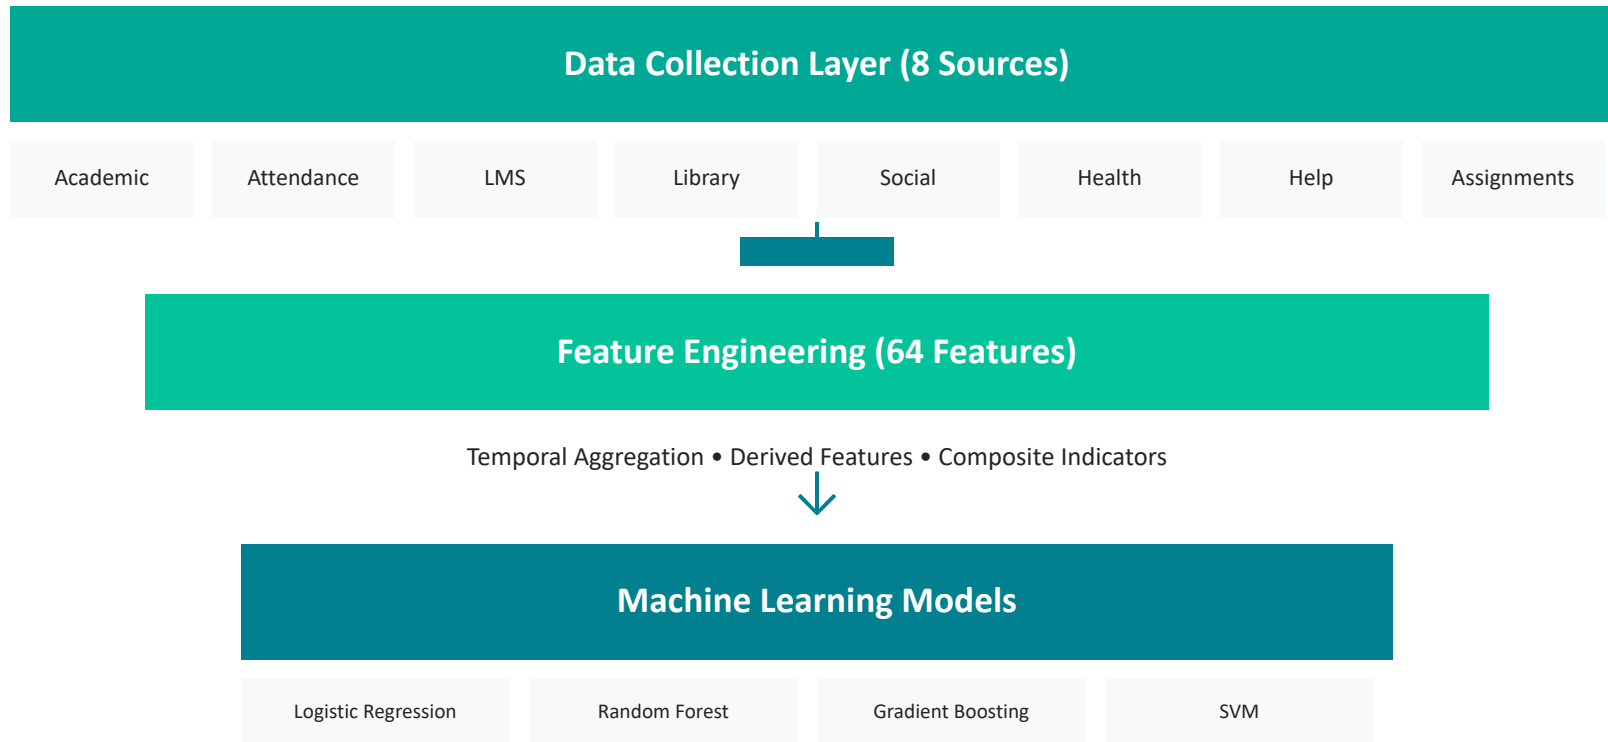 Data Collection Layer (8 Sources)
Academic
Attendance
LMS
Library
Social
Health
Help
Assignments
Feature Engineering (64 Features)
Temporal Aggregation • Derived Features • Composite Indicators
Machine Learning Models
Logistic Regression
Random Forest
Gradient Boosting
SVM